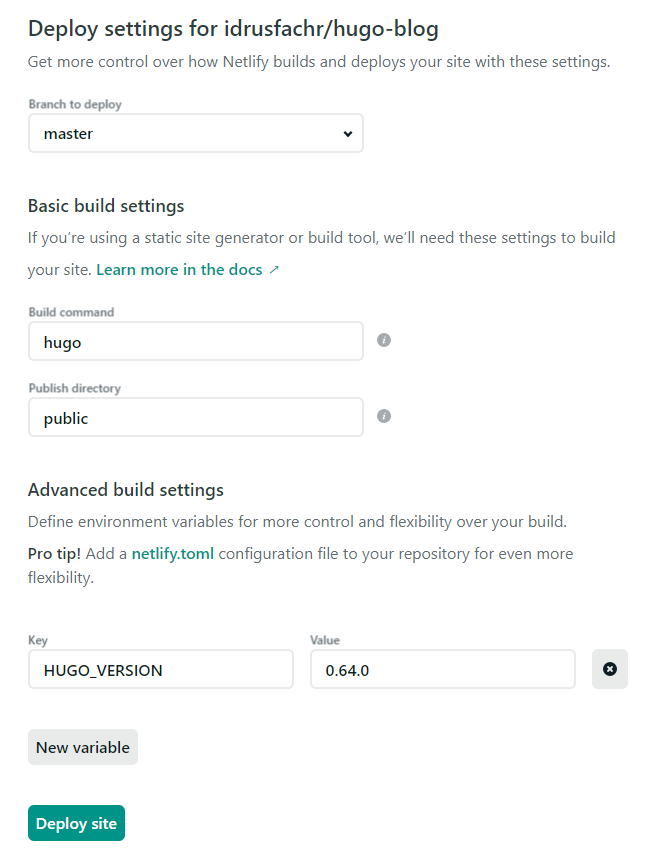 Deploy settings for idrusfachr/hugo-blog
Get more control over how Netlify builds and deploys your site with these settings.
Branch to deploy
master
Basic build settings
If you’re using a static site generator or build tool, we’ll need these settings to build
your site. Learn more in the docs ↗
Build command
hugo
Publish directory
public
Advanced build settings
Define environment variables for more control and flexibility over your build.
Pro tip! Add a netlify.toml configuration file to your repository for even more
flexibility.
Key
Value
HUGO_VERSION
0.64.0
New variable
Deploy site